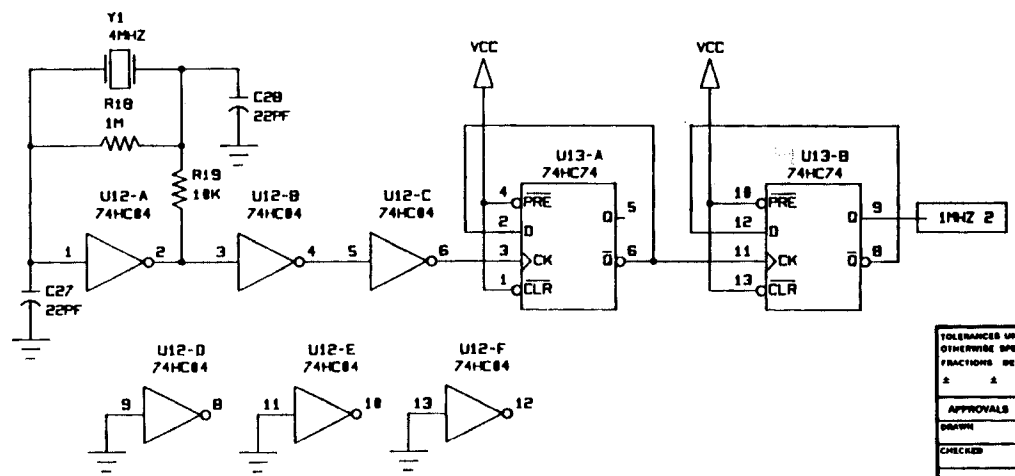 Y1
4MHZ
R18
1M
C28
22PF
R19
10K
U12-A
74HC04
1
2
C27
22PF
U12-B
74HC04
3
4
U12-C
74HC04
5
6
VCC
U13-A
74HC74
4 PRE
2 D
3 CK
1 CLR
Q 5
Q 6
VCC
U13-B
74HC74
10 PRE
12 D
11 CK
13 CLR
Q 9
Q 8
1MHZ 2
U12-D
74HC04
9
8
U12-E
74HC04
11
10
U12-F
74HC04
13
12
TOLERANCES
OTHERWISE
FRACTIONS
± ±
APPROVALS
DRAWN
CHECKED